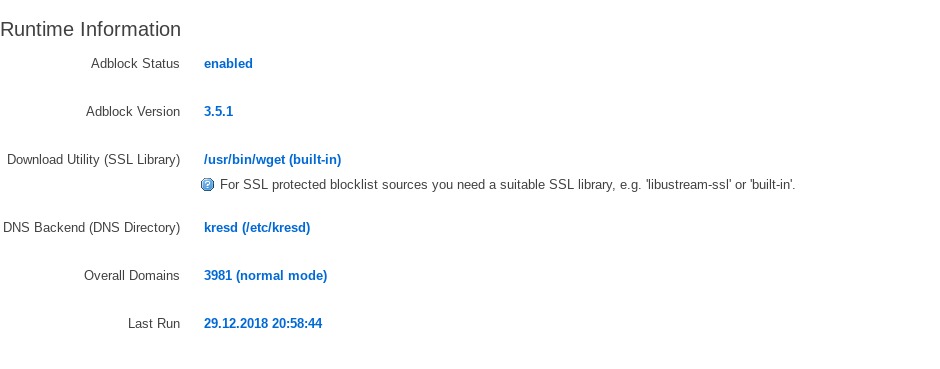 Runtime Information
Adblock Status enabled
Adblock Version 3.5.1
Download Utility (SSL Library) /usr/bin/wget (built-in)
For SSL protected blocklist sources you need a suitable SSL library, e.g. 'libustream-ssl' or 'built-in'.
DNS Backend (DNS Directory) kresd (/etc/kresd)
Overall Domains 3981 (normal mode)
Last Run 29.12.2018 20:58:44